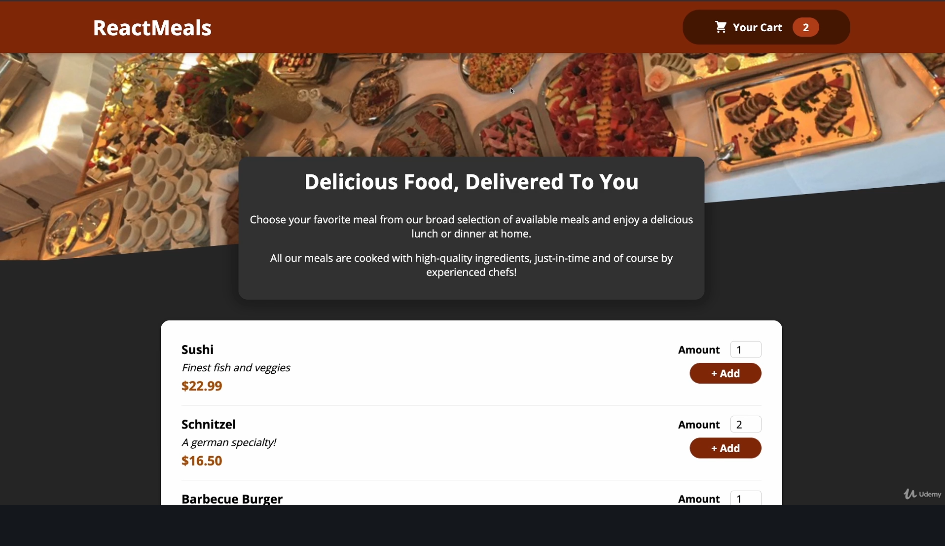 ReactMeals
Your Cart 2
Delicious Food, Delivered To You
Choose your favorite meal from our broad selection of available meals and enjoy a delicious
lunch or dinner at home.
All our meals are cooked with high-quality ingredients, just-in-time and of course by
experienced chefs!
Sushi
Finest fish and veggies
$22.99
Amount 1
+ Add
Schnitzel
A german specialty!
$16.50
Amount 2
+ Add
Barbecue Burger
Amount 1
Udemy